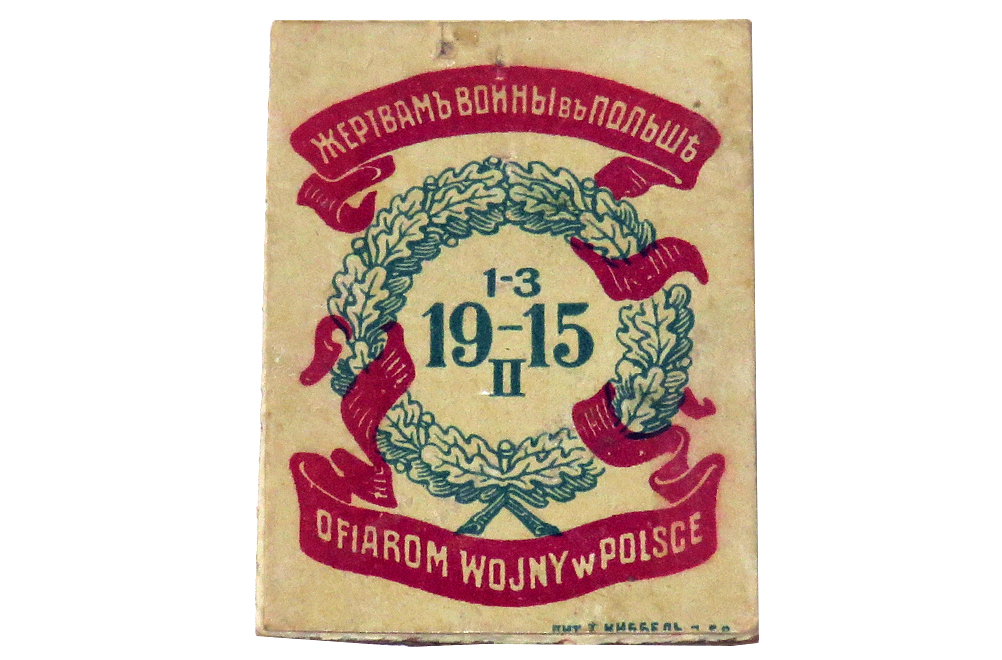 ЖЕРТВАМЪ ВОЙНЫ въ ПОЛЬШѢ
1-3
19-15
II
OFIAROM WOJNY w POLSCE